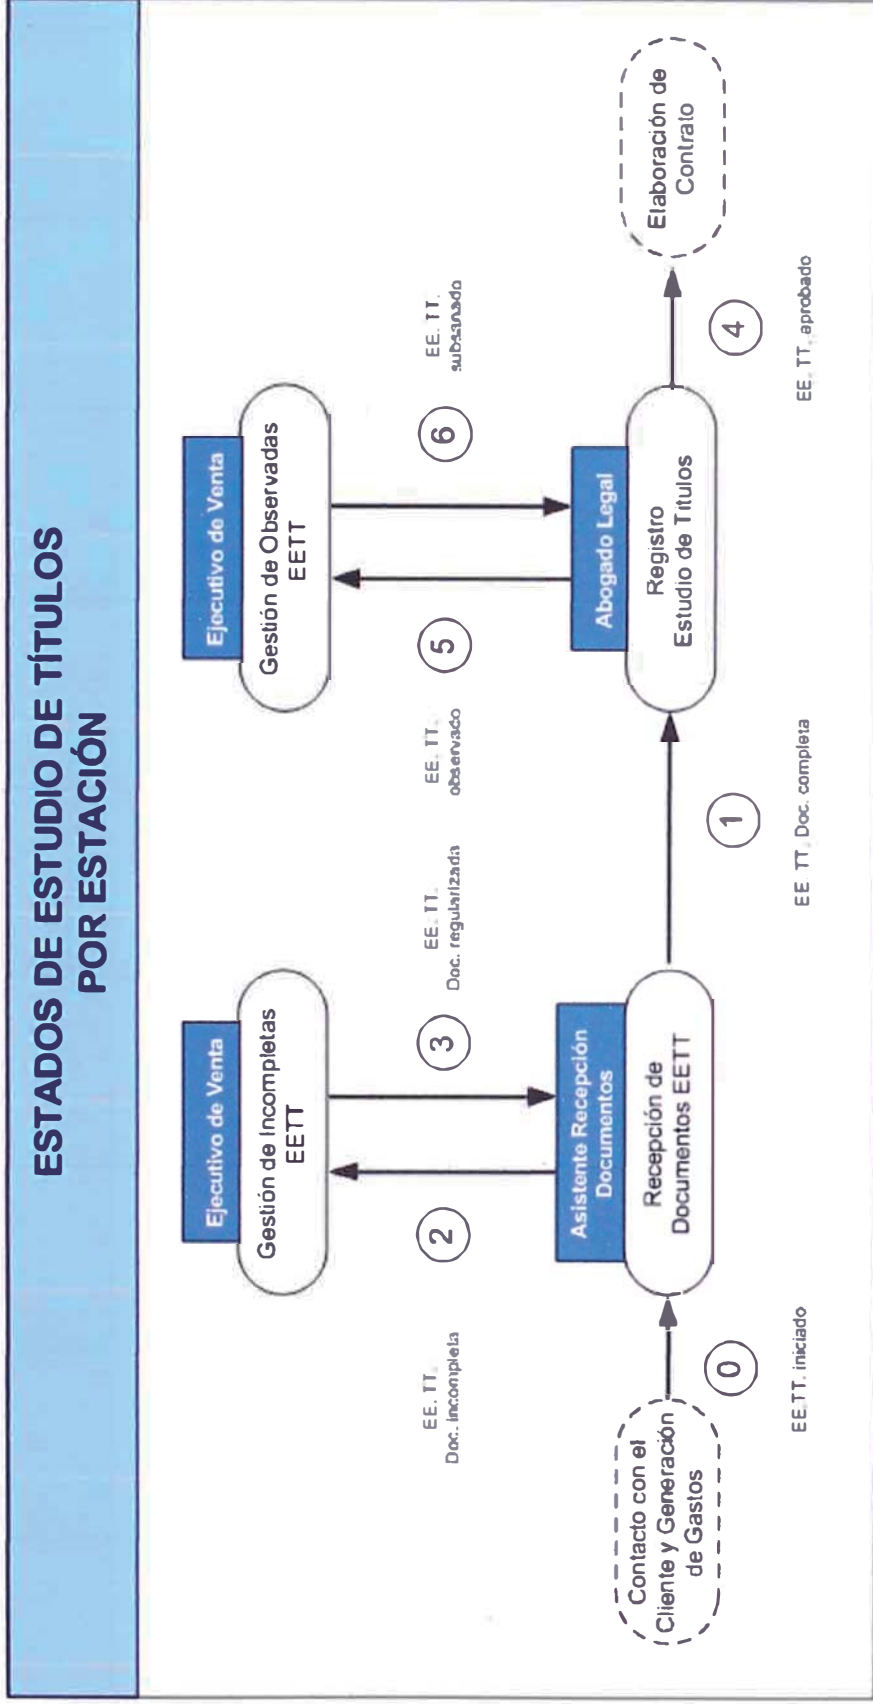 ESTADOS DE ESTUDIO DE TÍTULOS
POR ESTACIÓN
Ejecutivo de Venta
Gestión de Incompletas
EETT
Ejecutivo de Venta
Gestión de Observadas
EETT
EE. TT.
Doc. Incompleta
2
3
EE. TT.
Doc. regularizada
EE. TT.
observado
5
6
EE. TT.
subsanado
Contacto con el
Cliente y Generación
de Gastos
Asistente Recepción
Documentos
Recepción de
Documentos EETT
Abogado Legal
Registro
Estudio de Titulos
Elaboración de
Contrato
0
EE.TT. iniciado
1
EE. TT. Doc. completa
4
EE. TT. aprobado